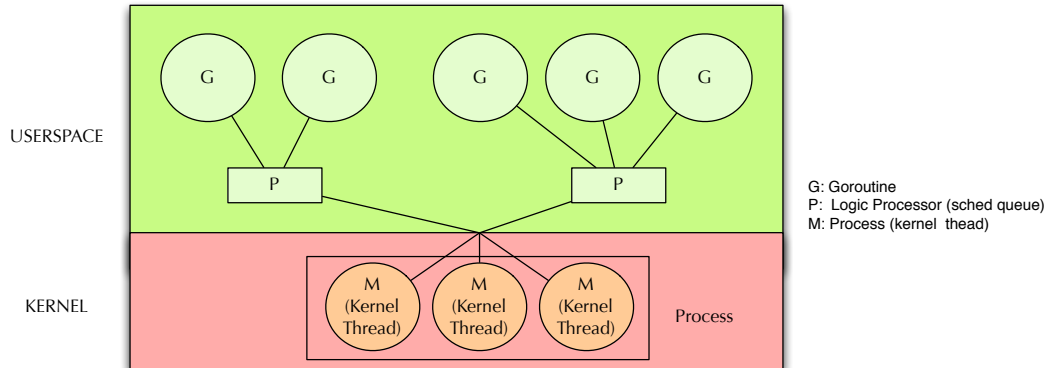 G
G
G
G
G
USERSPACE
P
P
G: Goroutine
P: Logic Processor (sched queue)
M: Process (kernel thead)
KERNEL
M
(Kernel
Thread)
M
(Kernel
Thread)
M
(Kernel
Thread)
Process